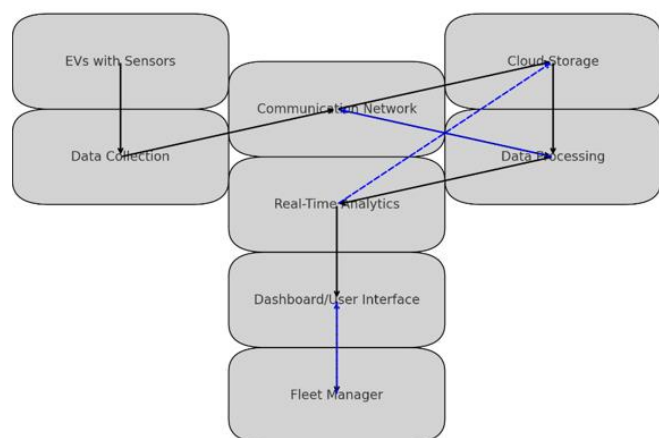 EVs with Sensors
Cloud Storage
Communication Network
Data Collection
Data Processing
Real-Time Analytics
Dashboard/User Interface
Fleet Manager